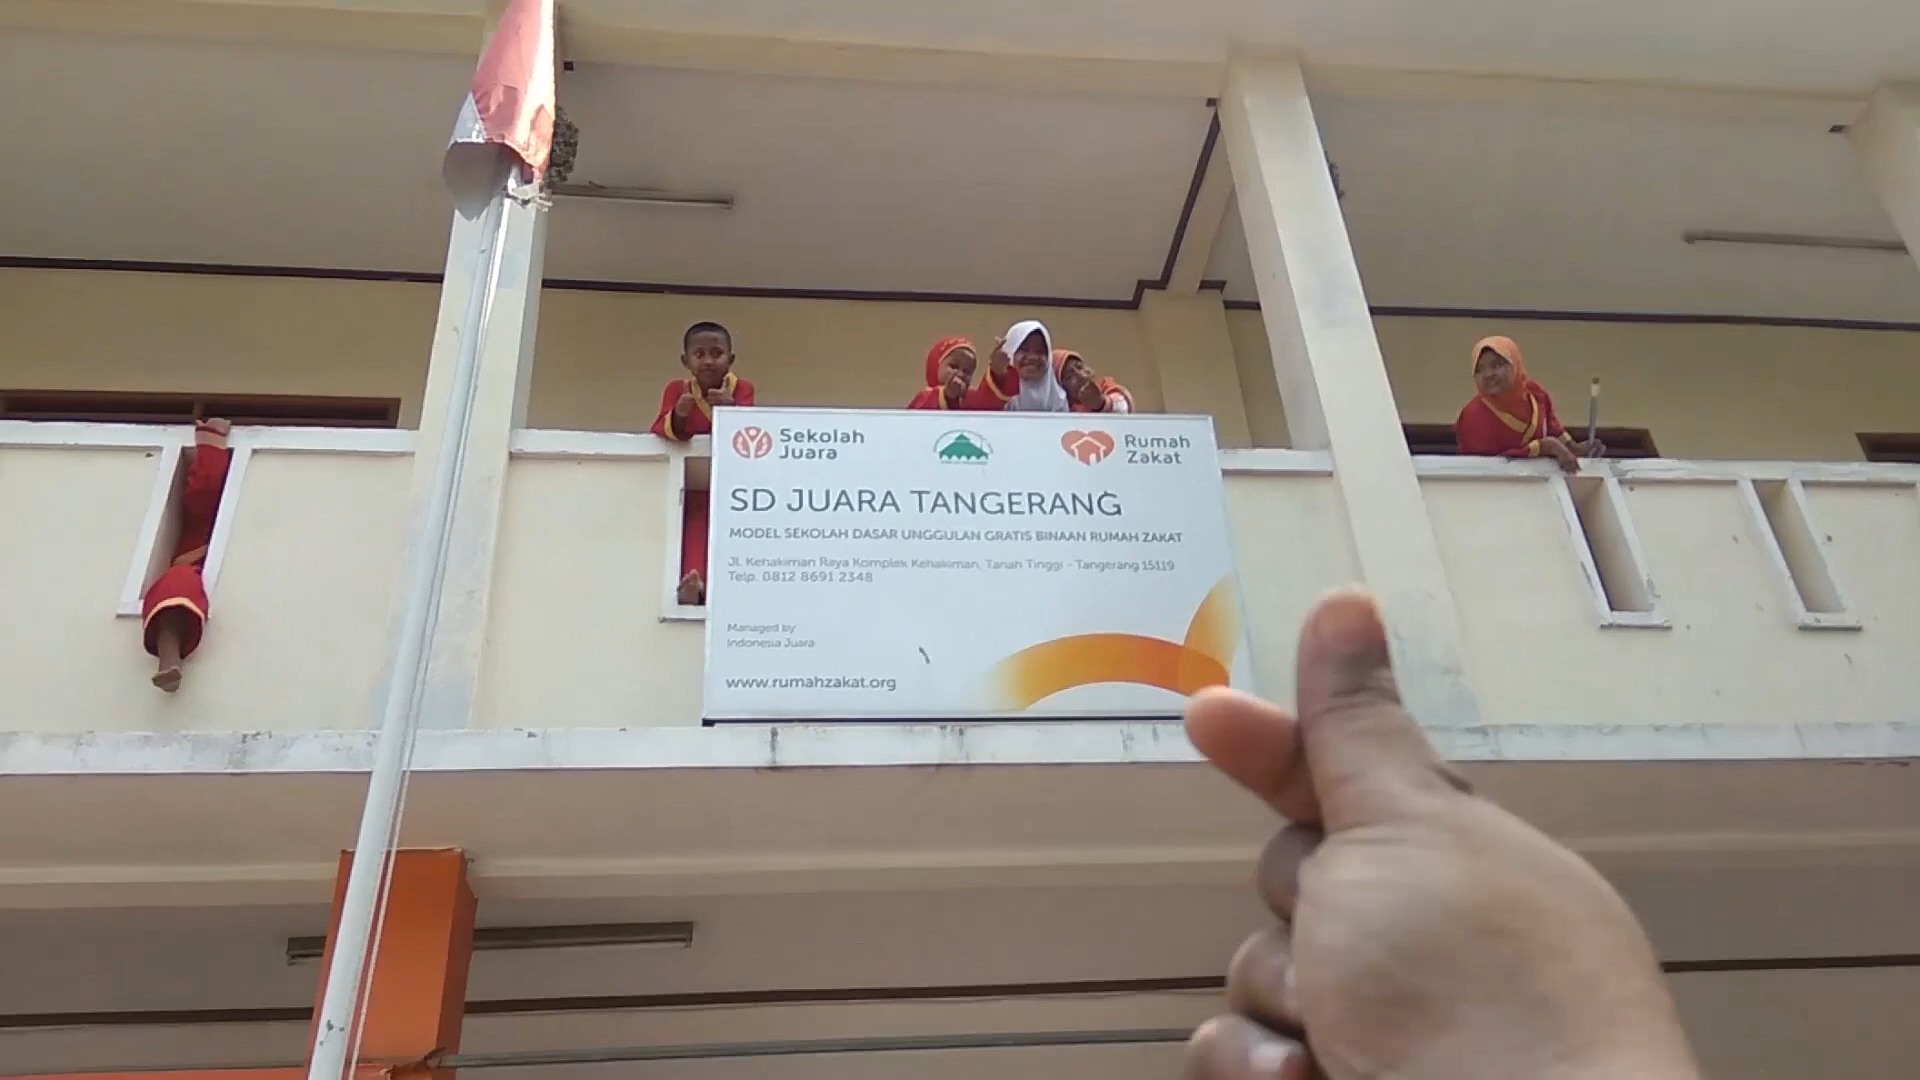 Sekolah
Juara
Rumah
Zakat
SD JUARA TANGERANG
MODEL SEKOLAH DASAR UNGGULAN GRATIS BINAAN RUMAH ZAKAT
Jl. Kehakiman Raya Komplek Kehakiman, Tanah Tinggi - Tangerang 15119
Telp. 0812 8691 2348
Managed by
Indonesia Juara
www.rumahzakat.org